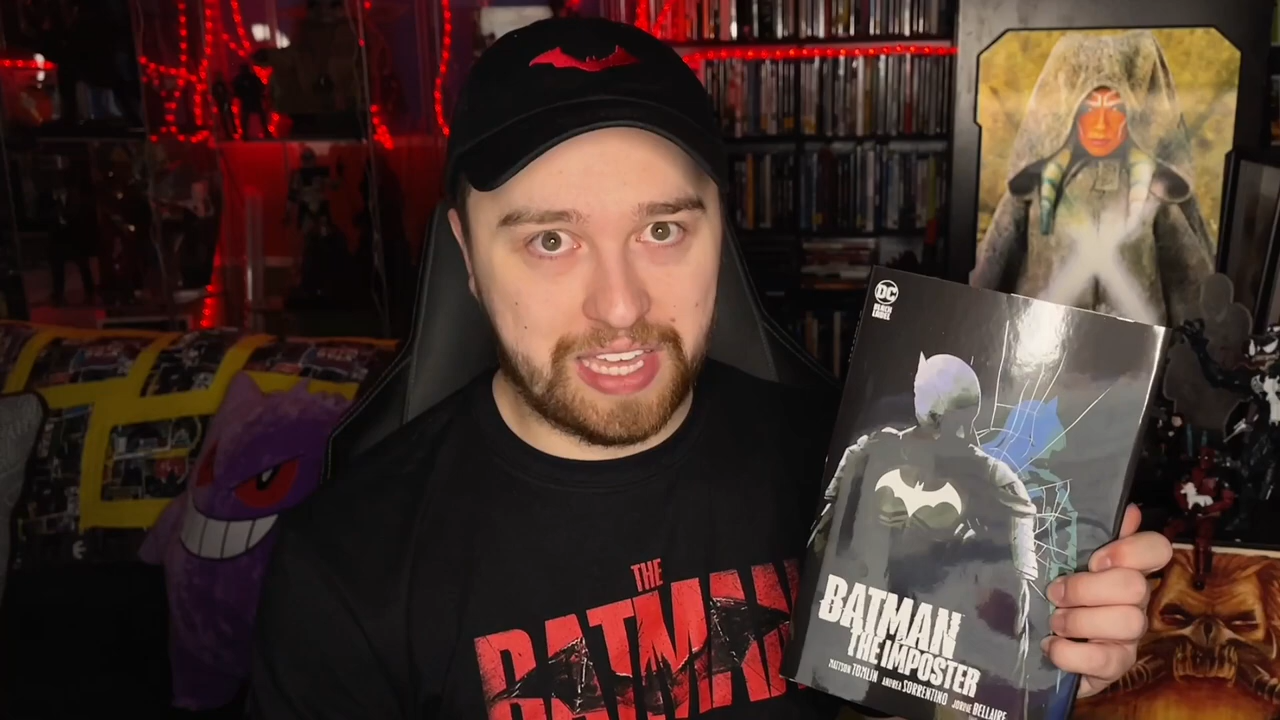 DC
BLACK
LABEL
THE
BATMAN
BATMAN
THE IMPOSTER
MATTSON TOMLIN ANDREA SORRENTINO JORDIE BELLAIRE